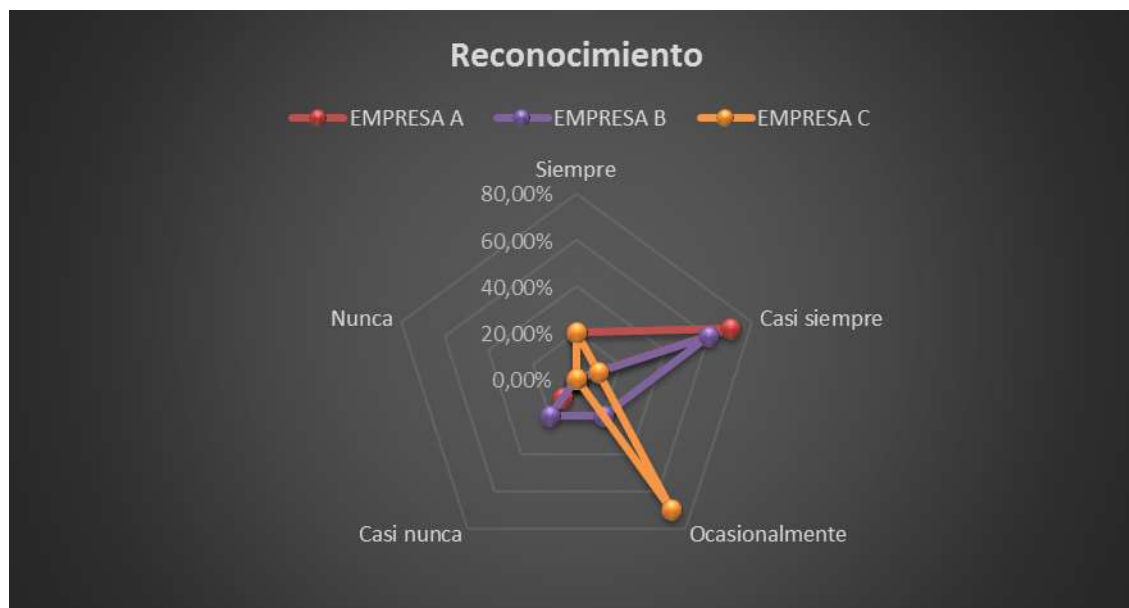 Reconocimiento
EMPRESA A EMPRESA B EMPRESA C
Siempre
80,00%
60,00%
40,00%
20,00%
0,00%
Nunca
Casi siempre
Casi nunca
Ocasionalmente